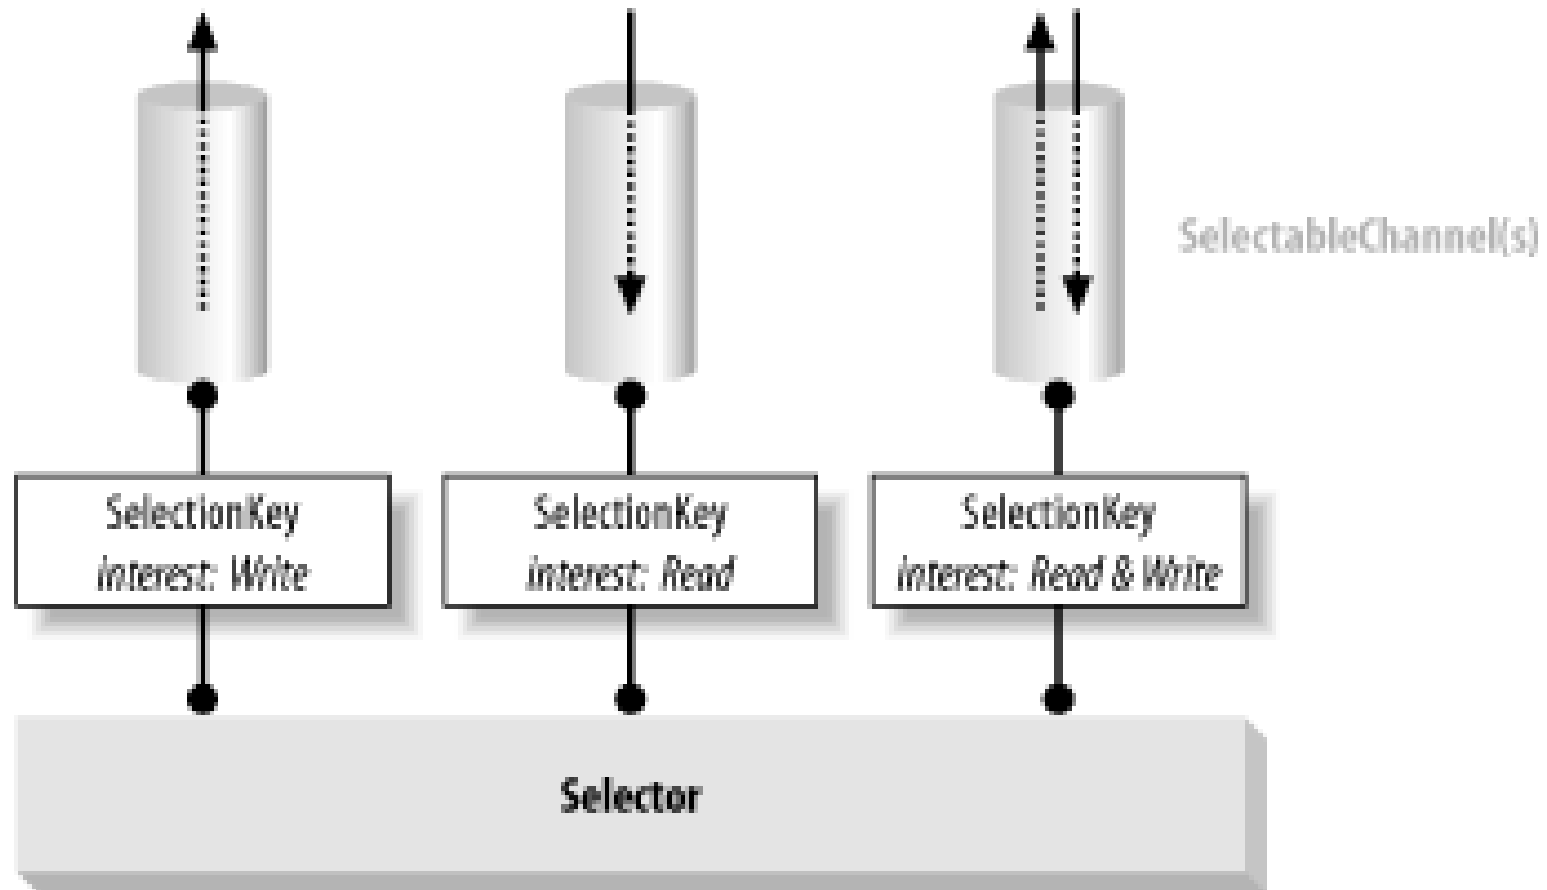 SelectableChannel(s)
SelectionKey
interest: Write
SelectionKey
interest: Read
SelectionKey
interest: Read & Write
Selector